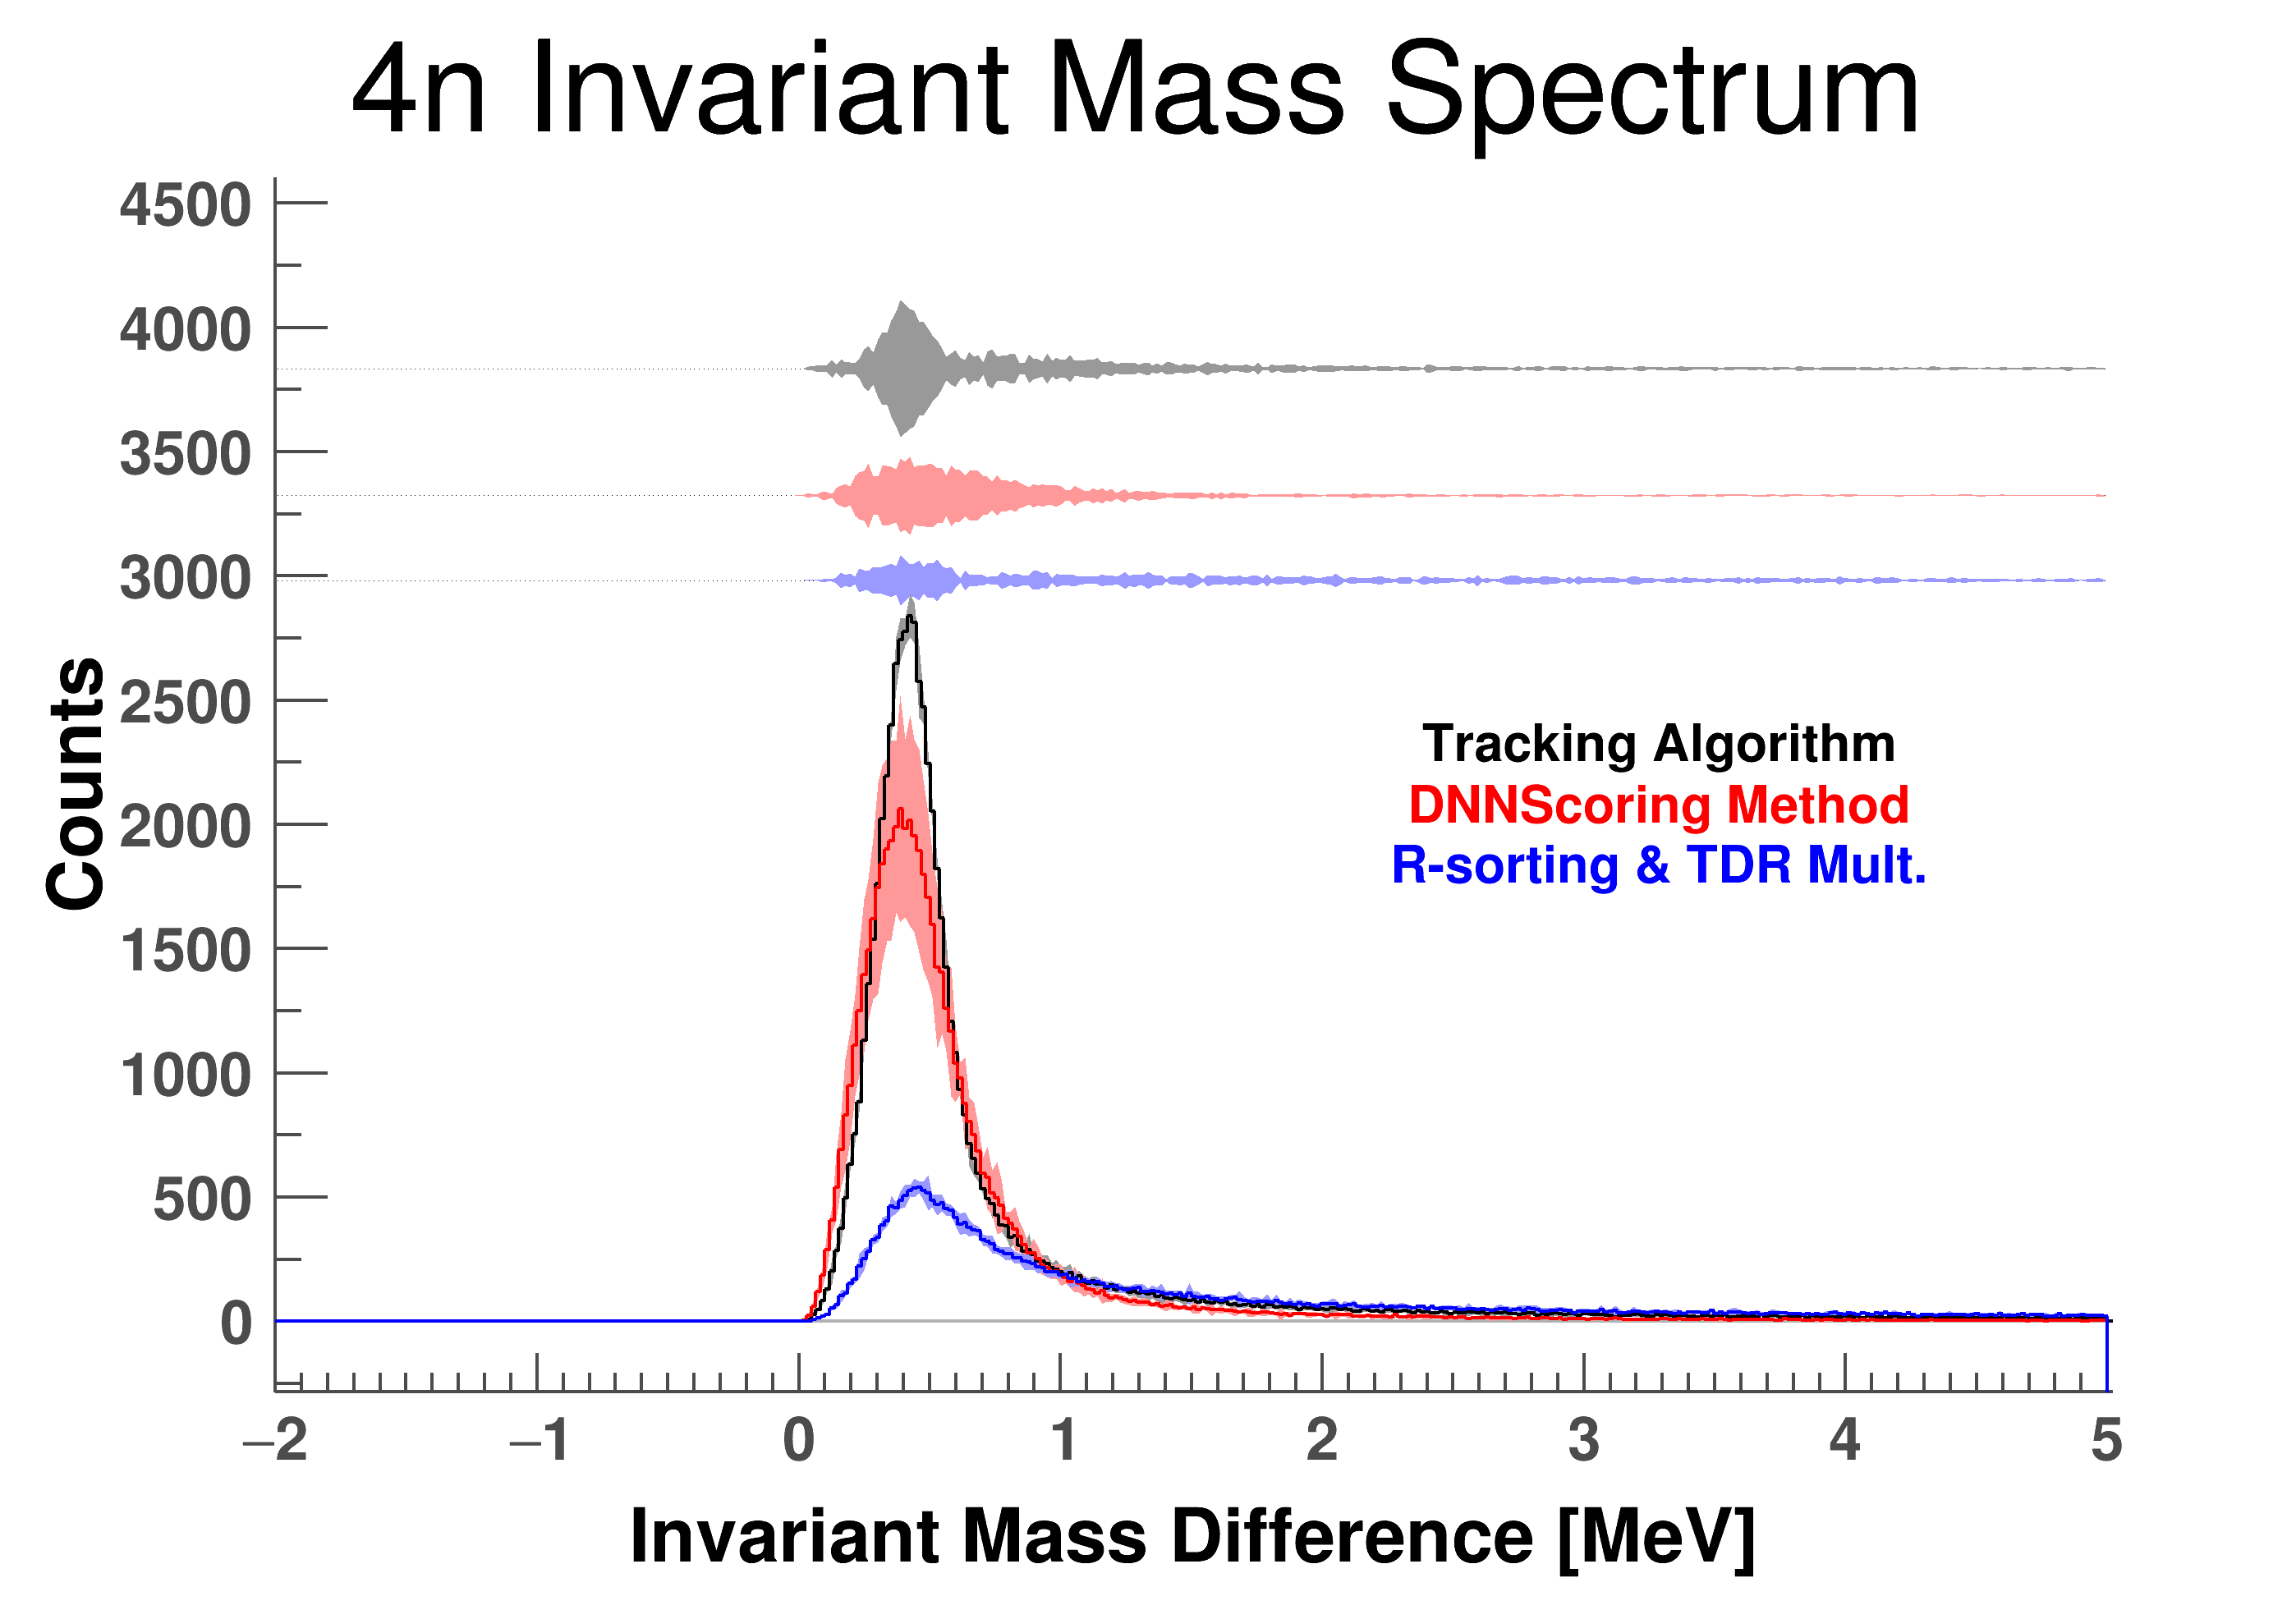 4n Invariant Mass Spectrum
4500
4000
3500
3000
2500
2000
1500
1000
500
0
Counts
Tracking Algorithm
DNNScoring Method
R-sorting & TDR Mult.
−2 −1 0 1 2 3 4 5
Invariant Mass Difference [MeV]